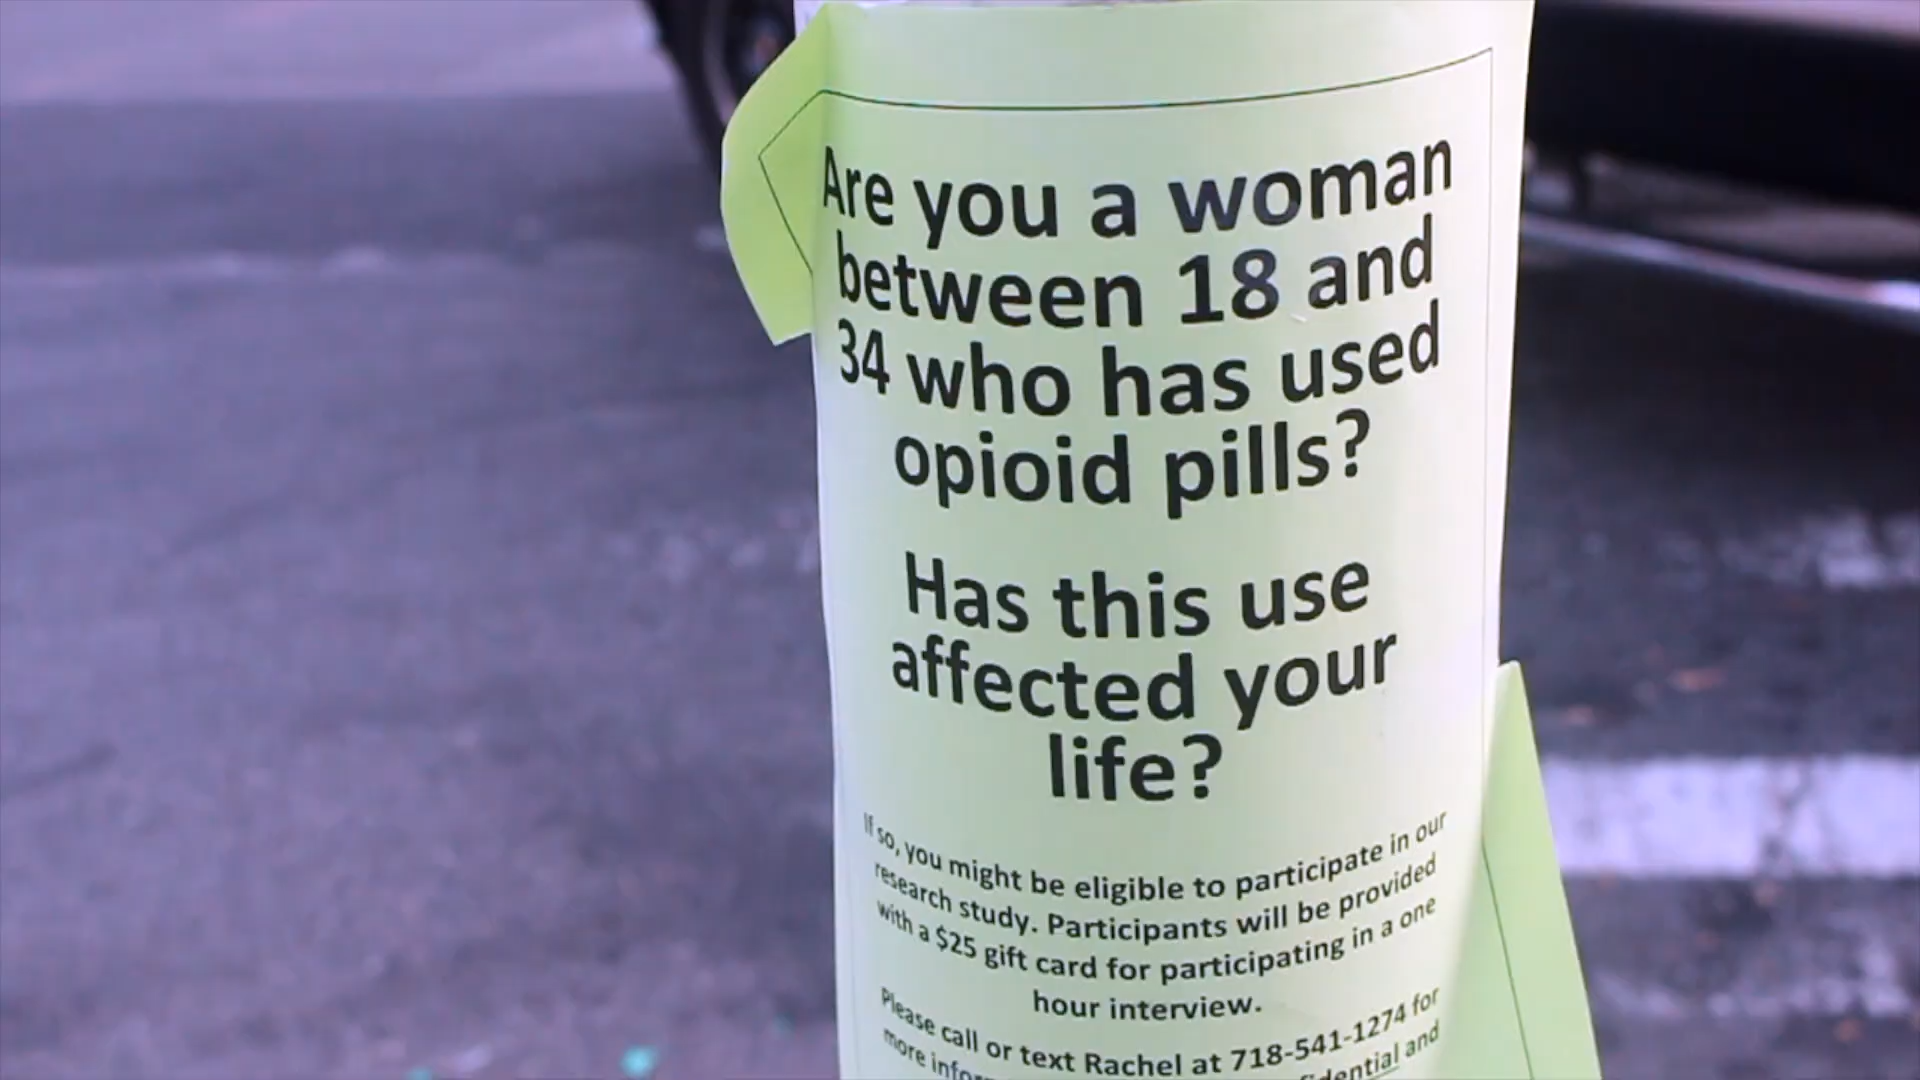 Are you a woman
between 18 and
34 who has used
opioid pills?
Has this use
affected your
life?
If so, you might be eligible to participate in our
research study. Participants will be provided
with a $25 gift card for participating in a one
hour interview.
Please call or text Rachel at 718-541-1274 for
more and